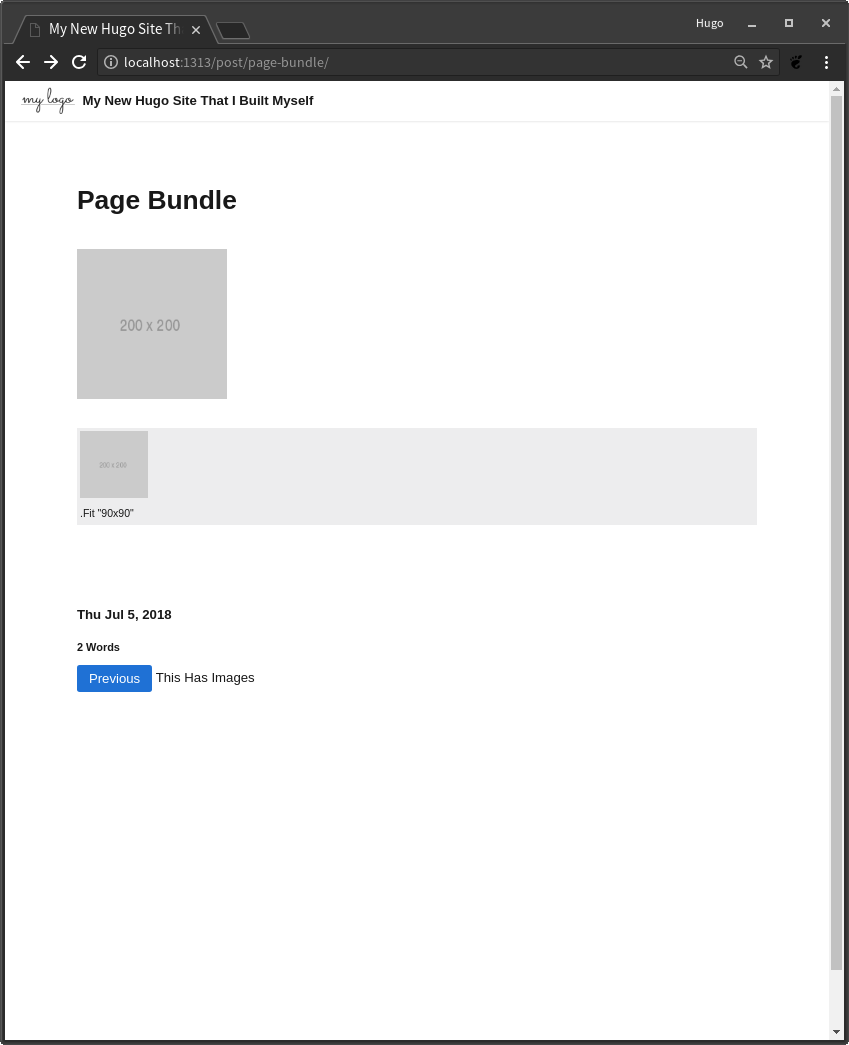 My New Hugo Site Th
Hugo
localhost:1313/post/page-bundle/
my logo My New Hugo Site That I Built Myself
Page Bundle
200 x 200
200 x 200
.Fit "90x90"
Thu Jul 5, 2018
2 Words
Previous This Has Images